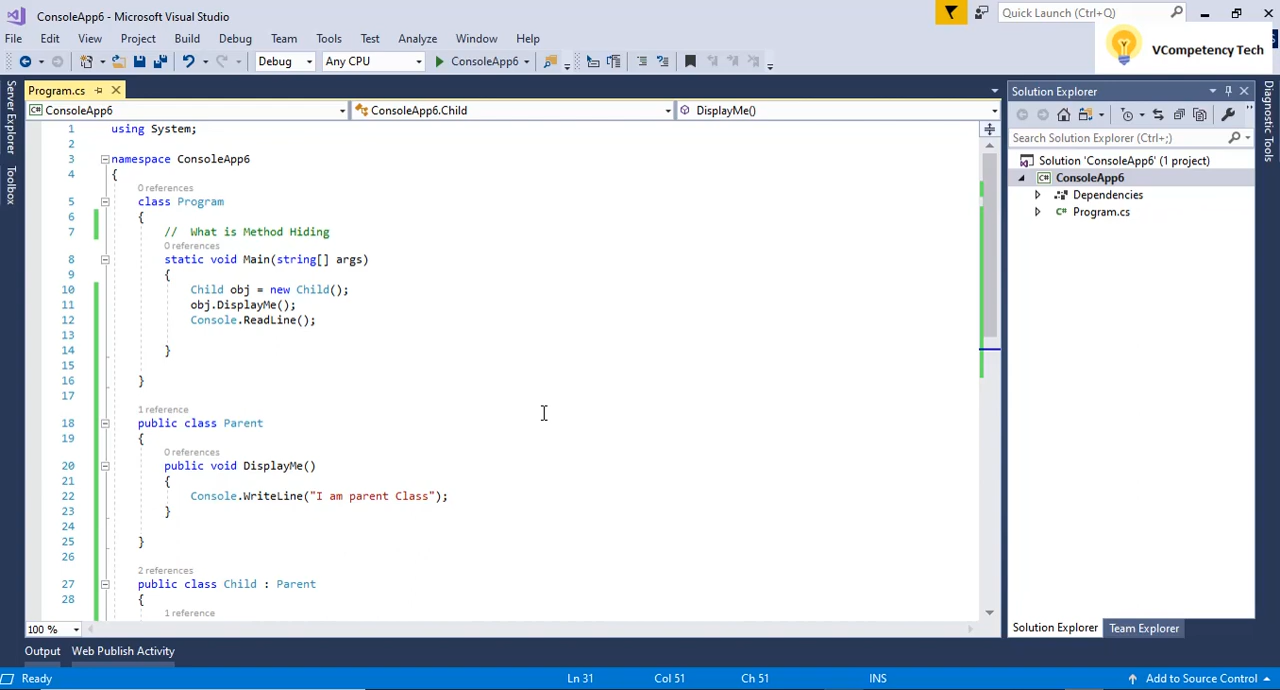 ConsoleApp6 - Microsoft Visual Studio
Quick Launch (Ctrl+Q)
File Edit View Project Build Debug Team Tools Test Analyze Window Help
VCompetency Tech
Debug Any CPU ConsoleApp6
Program.cs
Solution Explorer
ConsoleApp6 ConsoleApp6.Child DisplayMe()
Search Solution Explorer (Ctrl+;)
Solution 'ConsoleApp6' (1 project)
ConsoleApp6
Dependencies
Program.cs
Server Explorer
Toolbox
Diagnostic Tools
1 using System;
2
3 namespace ConsoleApp6
4 {
0 references
5 class Program
6 {
7 // What is Method Hiding
0 references
8 static void Main(string[] args)
9 {
10 Child obj = new Child();
11 obj.DisplayMe();
12 Console.ReadLine();
13
14 }
15
16 }
17
1 reference
18 public class Parent
19 {
0 references
20 public void DisplayMe()
21 {
22 Console.WriteLine("I am parent Class");
23 }
24
25 }
26
2 references
27 public class Child : Parent
28 {
1 reference
100 %
Solution Explorer Team Explorer
Output Web Publish Activity
Ready Ln 31 Col 51 Ch 51 INS Add to Source Control